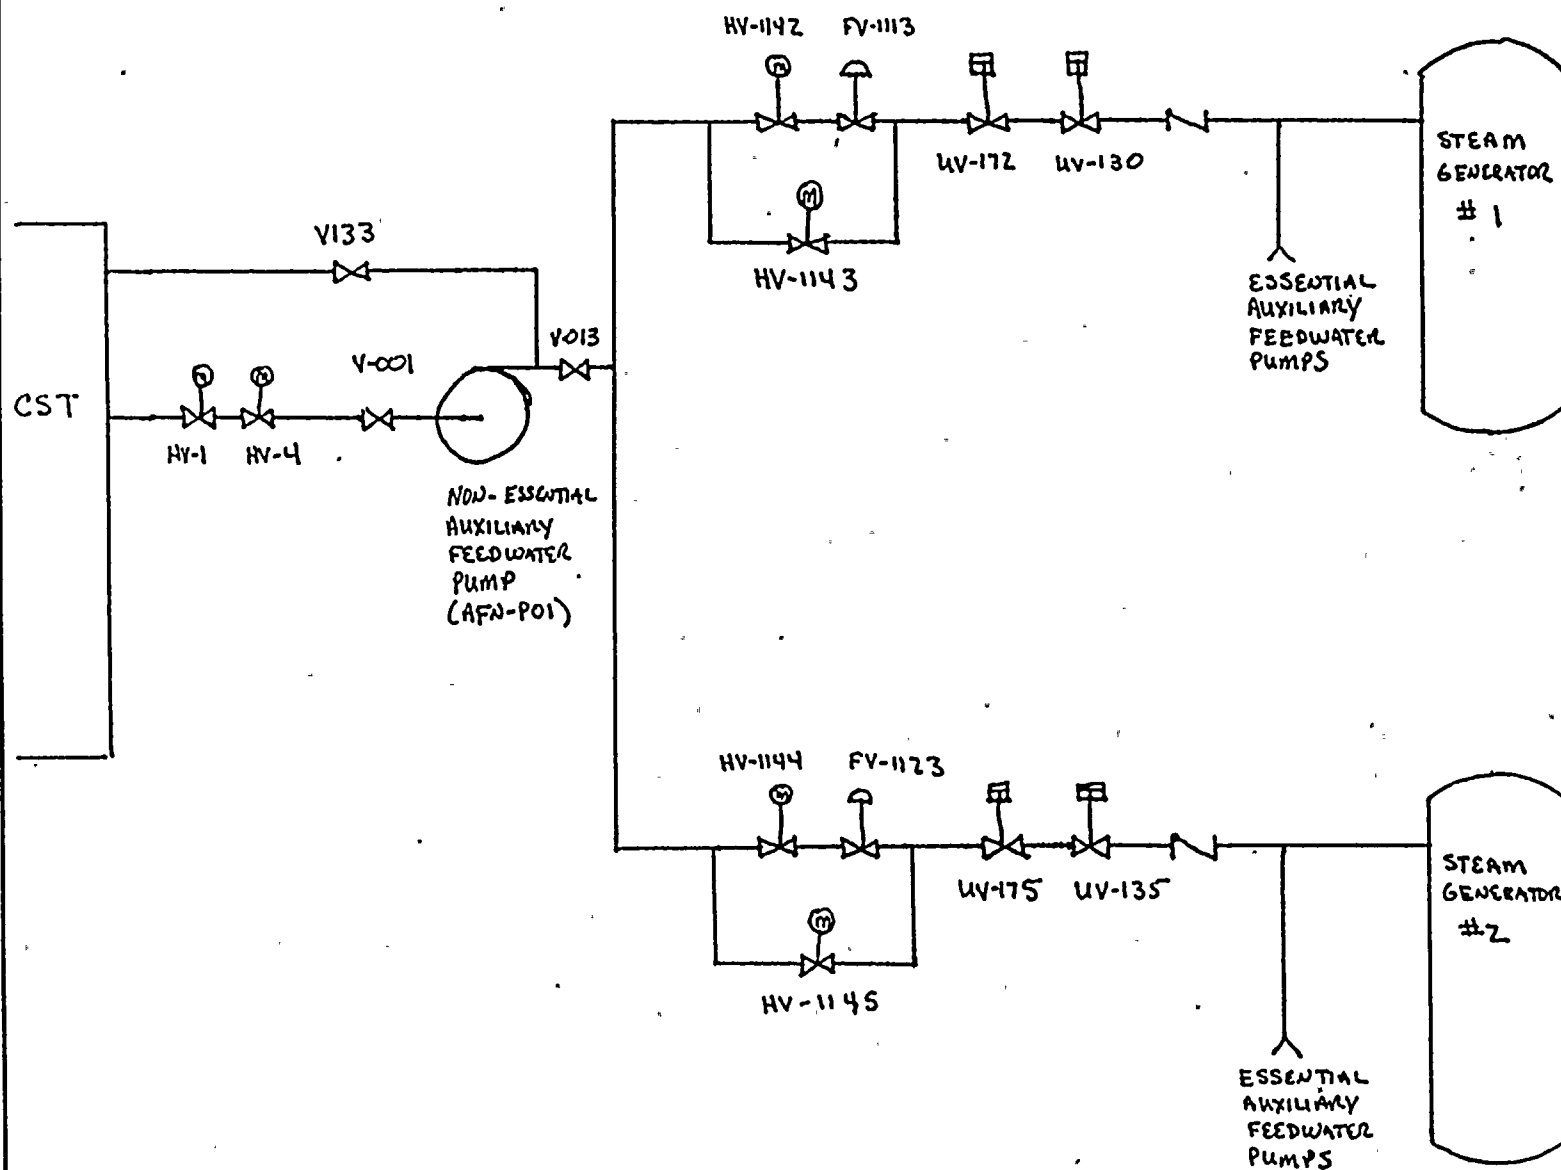 HV-1142 FV-1113
M
UV-172 UV-130
M
HV-1143
STEAM
GENERATOR
# 1
ESSENTIAL
AUXILIARY
FEEDWATER
PUMPS
V133
V-013
V-001
CST
M M
HV-1 HV-4
NON-ESSENTIAL
AUXILIARY
FEEDWATER
PUMP
(AFN-P01)
HV-1144 FV-1123
M
UV-175 UV-135
M
HV-1145
STEAM
GENERATOR
#2
ESSENTIAL
AUXILIARY
FEEDWATER
PUMPS